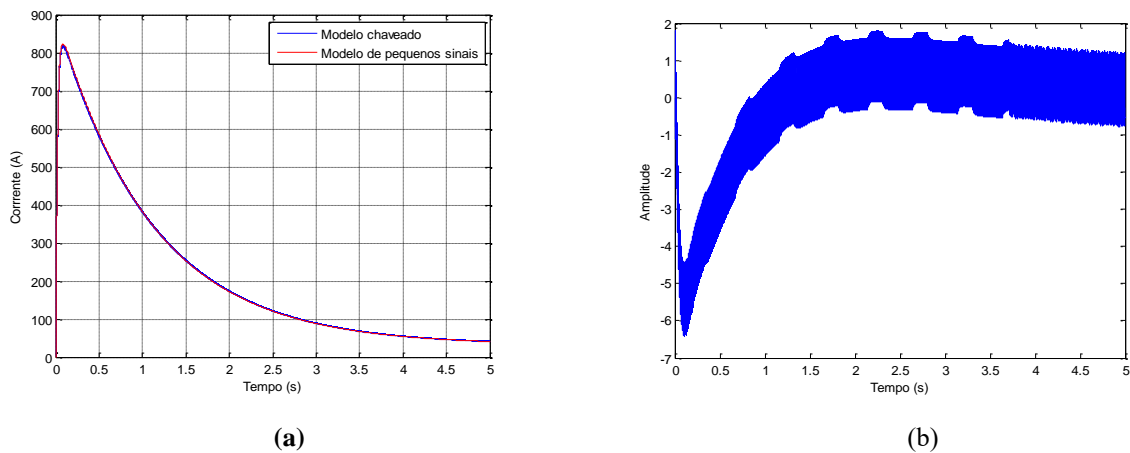 900
800
700
600
500
400
300
200
100
0
Corrrente (A)
Modelo chaveado
Modelo de pequenos sinais
0 0.5 1 1.5 2 2.5 3 3.5 4 4.5 5
Tempo (s)
(a)
2
1
0
-1
-2
-3
-4
-5
-6
-7
Amplitude
0 0.5 1 1.5 2 2.5 3 3.5 4 4.5 5
Tempo (s)
(b)